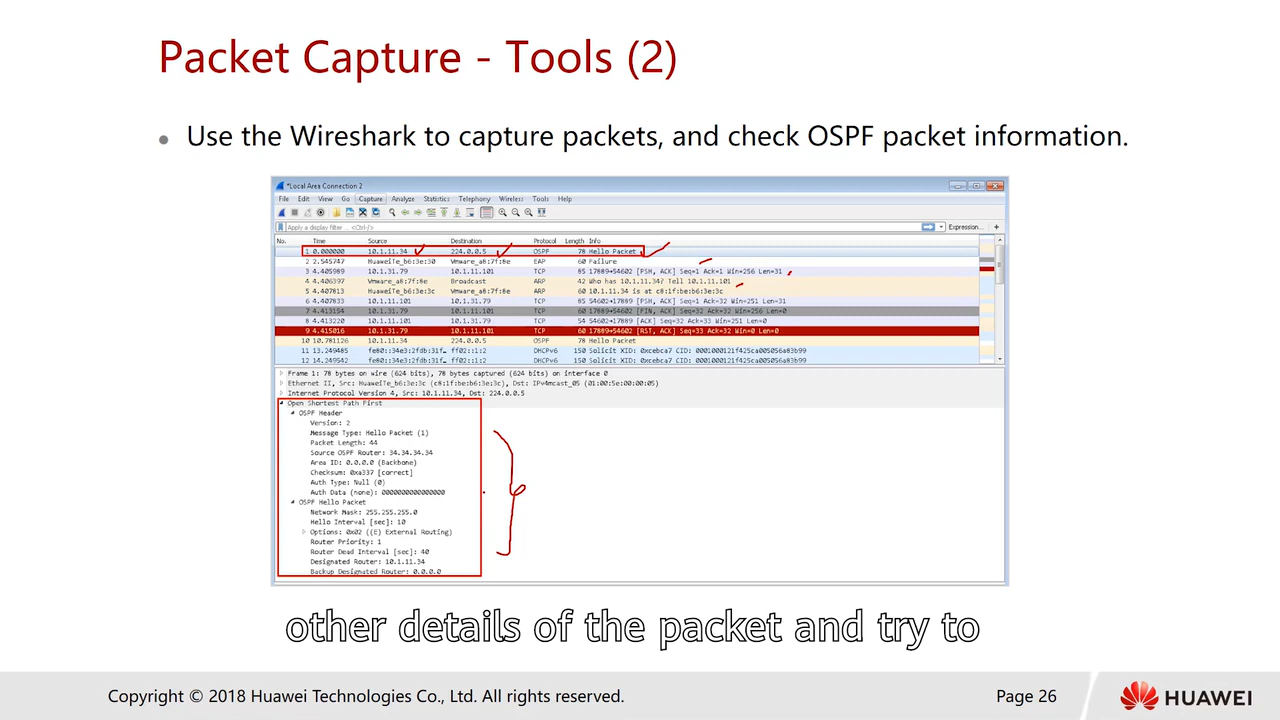 Packet Capture - Tools (2)
Use the Wireshark to capture packets, and check OSPF packet information.
*Local Area Connection 2
File Edit View Go Capture Analyze Statistics Telephony Wireless Tools Help
Apply a display filter ... <Ctrl-/> Expression... +
No. Time Source Destination Protocol Length Info
1 0.000000 10.1.11.34 224.0.0.5 OSPF 78 Hello Packet
2 2.545747 HuaweiTe_b6:3e:30 Vmware_a8:7f:8e EAP 60 Failure
3 4.405989 10.1.31.79 10.1.11.101 TCP 85 17889→54602 [PSH, ACK] Seq=1 Ack=1 Win=256 Len=31
4 4.406397 Vmware_a8:7f:8e Broadcast ARP 42 Who has 10.1.11.34? Tell 10.1.11.101
5 4.407813 HuaweiTe_b6:3e:3c Vmware_a8:7f:8e ARP 60 10.1.11.34 is at c8:1f:be:b6:3e:3c
6 4.407833 10.1.11.101 10.1.31.79 TCP 85 54602→17889 [PSH, ACK] Seq=1 Ack=32 Win=251 Len=31
7 4.413154 10.1.31.79 10.1.11.101 TCP 60 17889→54602 [FIN, ACK] Seq=32 Ack=32 Win=256 Len=0
8 4.413220 10.1.11.101 10.1.31.79 TCP 54 54602→17889 [ACK] Seq=32 Ack=33 Win=251 Len=0
9 4.415016 10.1.31.79 10.1.11.101 TCP 60 17889→54602 [RST, ACK] Seq=33 Ack=32 Win=0 Len=0
10 10.781126 10.1.11.34 224.0.0.5 OSPF 78 Hello Packet
11 13.249485 fe80::34e3:2fdb:31f… ff02::1:2 DHCPv6 150 Solicit XID: 0xcebca7 CID: 0001000121f425ca005056a83b99
12 14.249542 fe80::34e3:2fdb:31f… ff02::1:2 DHCPv6 150 Solicit XID: 0xcebca7 CID: 0001000121f425ca005056a83b99
Frame 1: 78 bytes on wire (624 bits), 78 bytes captured (624 bits) on interface 0
Ethernet II, Src: HuaweiTe_b6:3e:3c (c8:1f:be:b6:3e:3c), Dst: IPv4mcast_05 (01:00:5e:00:00:05)
Internet Protocol Version 4, Src: 10.1.11.34, Dst: 224.0.0.5
Open Shortest Path First
OSPF Header
Version: 2
Message Type: Hello Packet (1)
Packet Length: 44
Source OSPF Router: 34.34.34.34
Area ID: 0.0.0.0 (Backbone)
Checksum: 0xa337 [correct]
Auth Type: Null (0)
Auth Data (none): 0000000000000000
OSPF Hello Packet
Network Mask: 255.255.255.0
Hello Interval [sec]: 10
Options: 0x02 ((E) External Routing)
Router Priority: 1
Router Dead Interval [sec]: 40
Designated Router: 10.1.11.34
Backup Designated Router: 0.0.0.0
other details of the packet and try to
Copyright © 2018 Huawei Technologies Co., Ltd. All rights reserved.
Page 26
HUAWEI